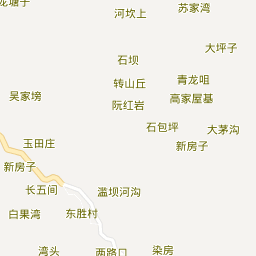 龙塘子
苏家湾
河坎上
大坪子
石坝
青龙咀
转山丘
吴家塝
高家屋基
阮红岩
石包坪
大茅沟
玉田庄
新房子
新房子
长五间
滥坝河沟
白果湾
东胜村
湾头
两路口
染房